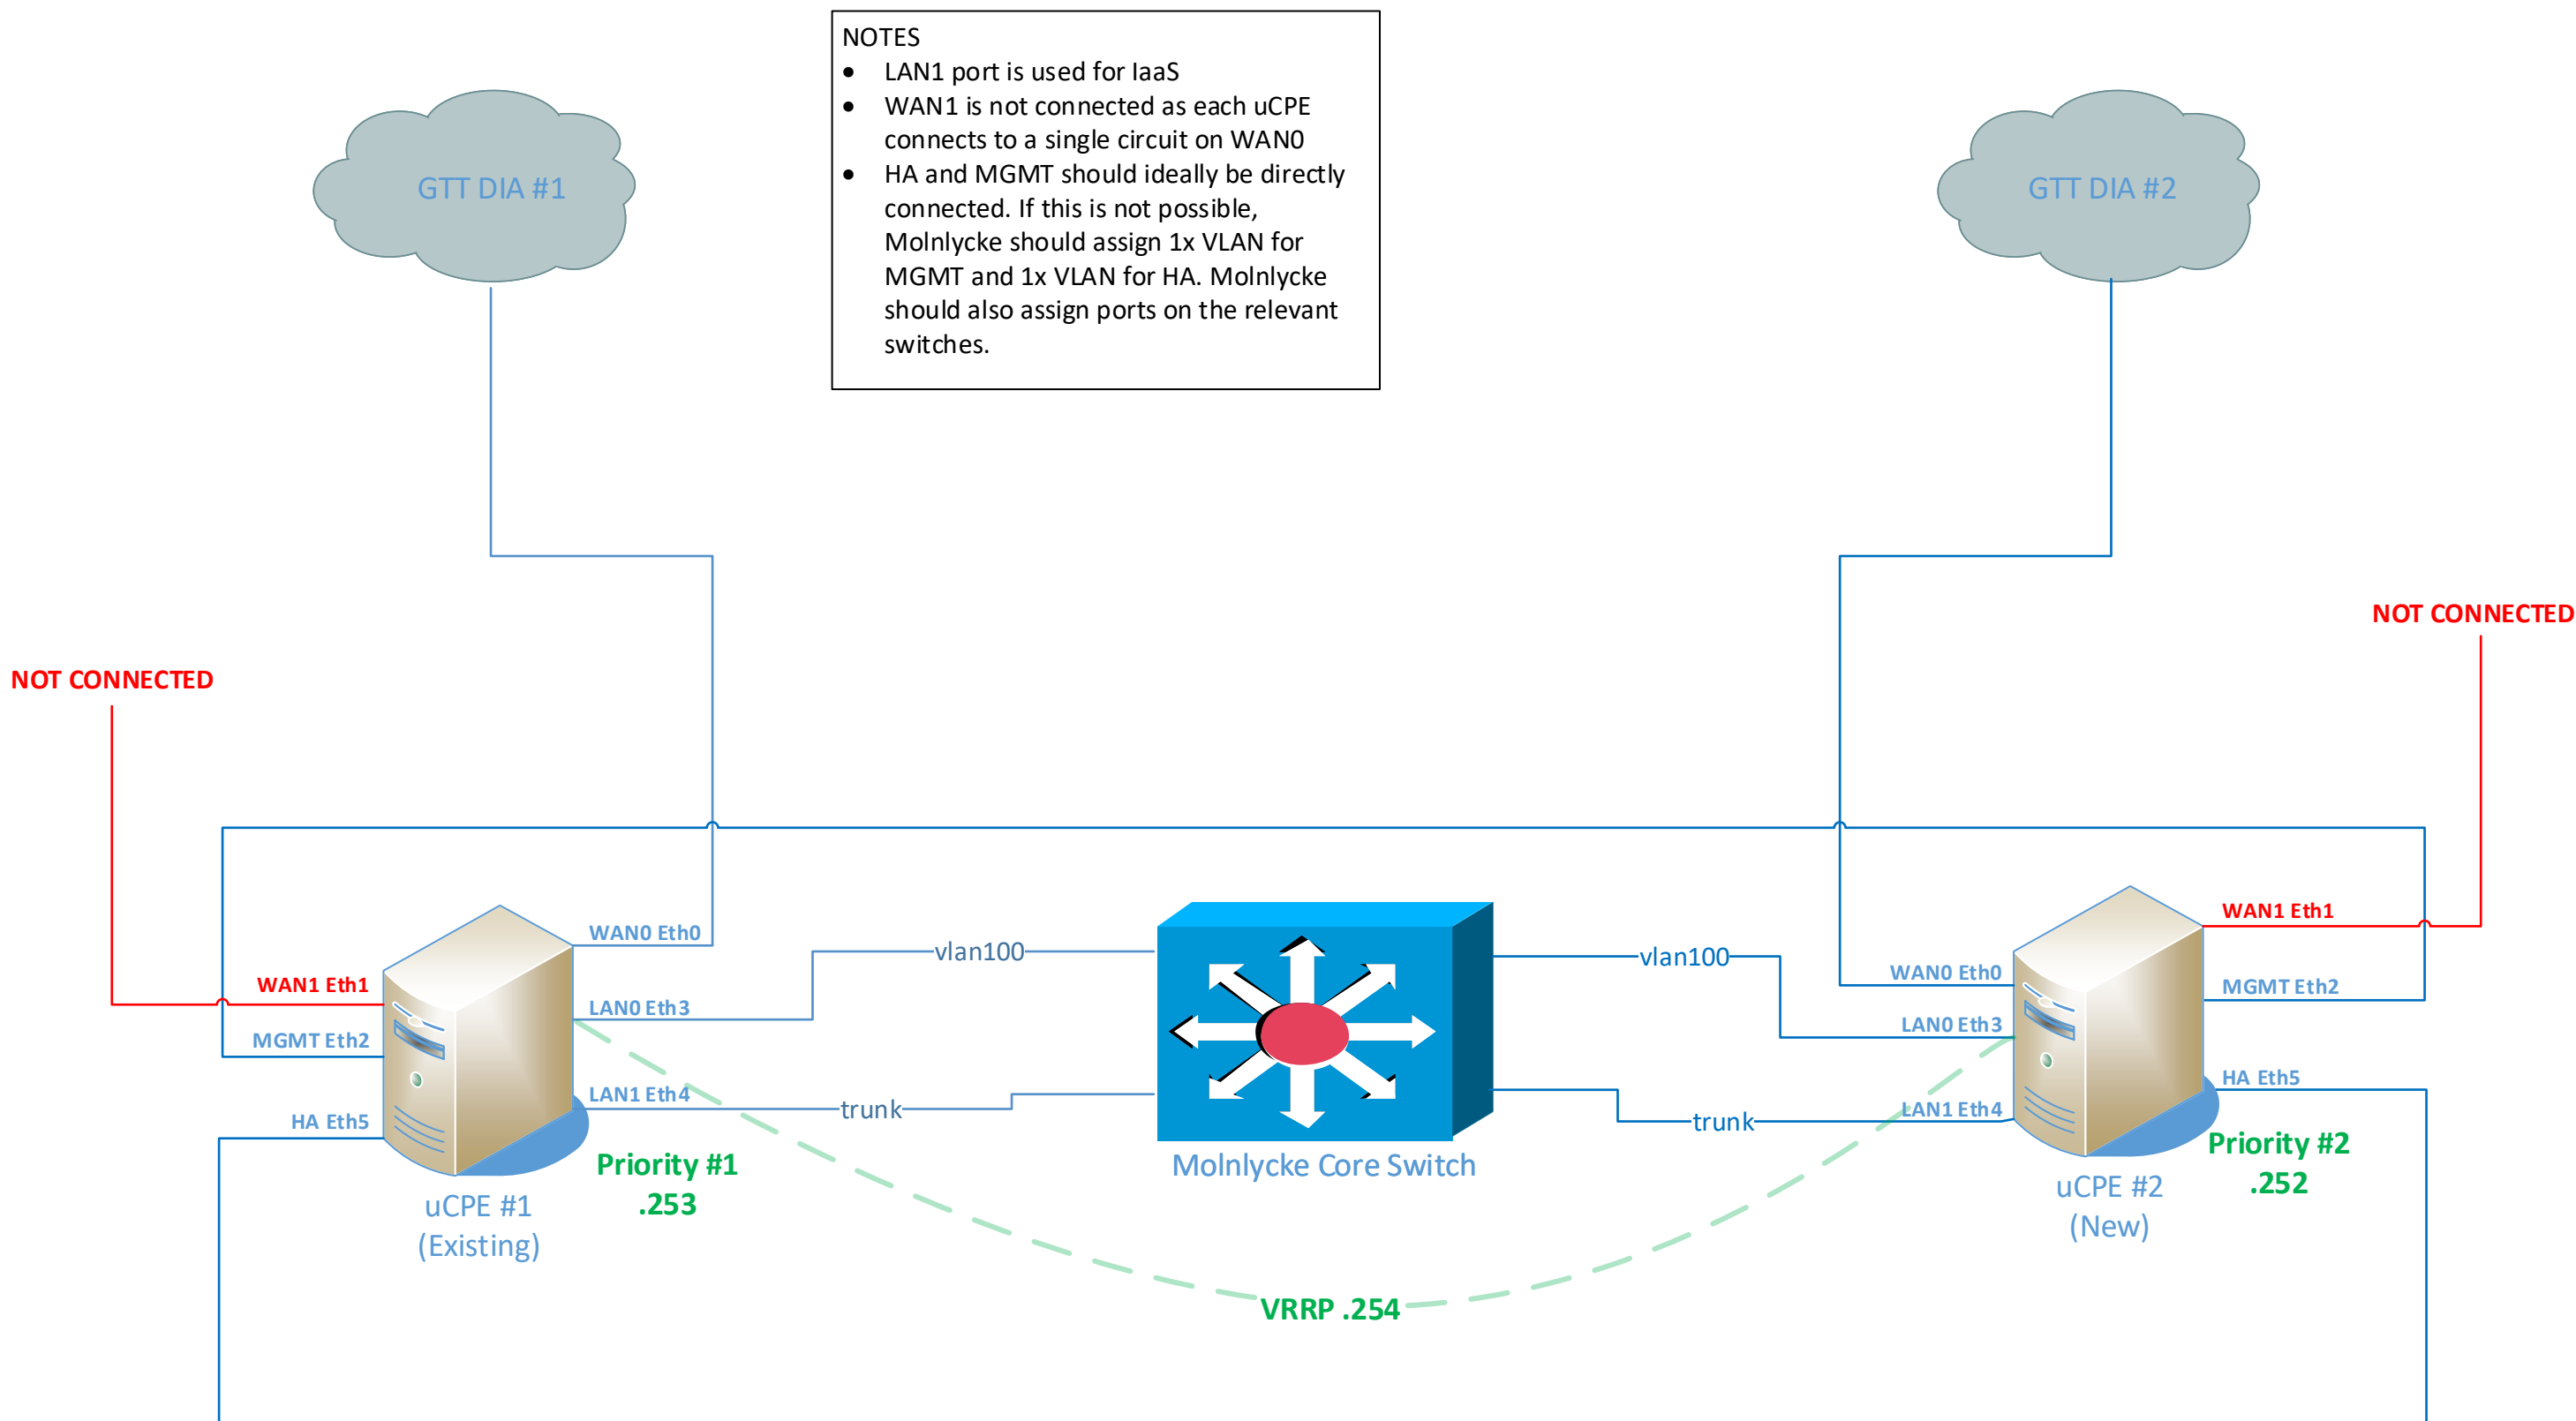 NOTES
• LAN1 port is used for IaaS
• WAN1 is not connected as each uCPE
connects to a single circuit on WAN0
• HA and MGMT should ideally be directly
connected. If this is not possible,
Molnlycke should assign 1x VLAN for
MGMT and 1x VLAN for HA. Molnlycke
should also assign ports on the relevant
switches.
GTT DIA #1
GTT DIA #2
NOT CONNECTED
NOT CONNECTED
WAN0 Eth0
WAN1 Eth1
LAN0 Eth3
MGMT Eth2
LAN1 Eth4
HA Eth5
vlan100
trunk
Priority #1
.253
uCPE #1
(Existing)
Molnlycke Core Switch
vlan100
trunk
WAN1 Eth1
WAN0 Eth0
MGMT Eth2
LAN0 Eth3
HA Eth5
LAN1 Eth4
Priority #2
.252
uCPE #2
(New)
VRRP .254